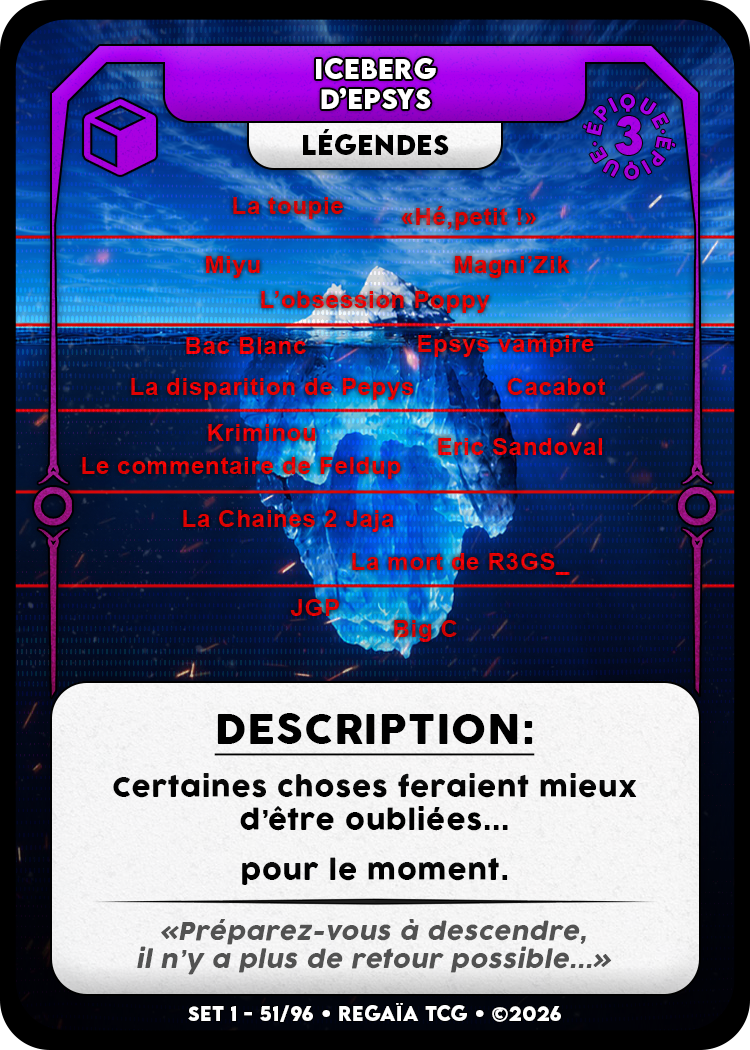 ICEBERG
D'EPSYS
LÉGENDES
ÉPIQUE · ÉPIQUE ·
3
La toupie
«Hé,petit !»
Miyu
Magni'Zik
L'obsession Poppy
Bac Blanc
Epsys vampire
La disparition de Pepys
Cacabot
Kriminou
Eric Sandoval
Le commentaire de Feldup
La Chaines 2 Jaja
La mort de R3GS_
JGP
Big C
DESCRIPTION:
Certaines choses feraient mieux
d'être oubliées...
pour le moment.
«Préparez-vous à descendre,
il n'y a plus de retour possible...»
SET 1 - 51/96 • REGAÏA TCG • ©2026